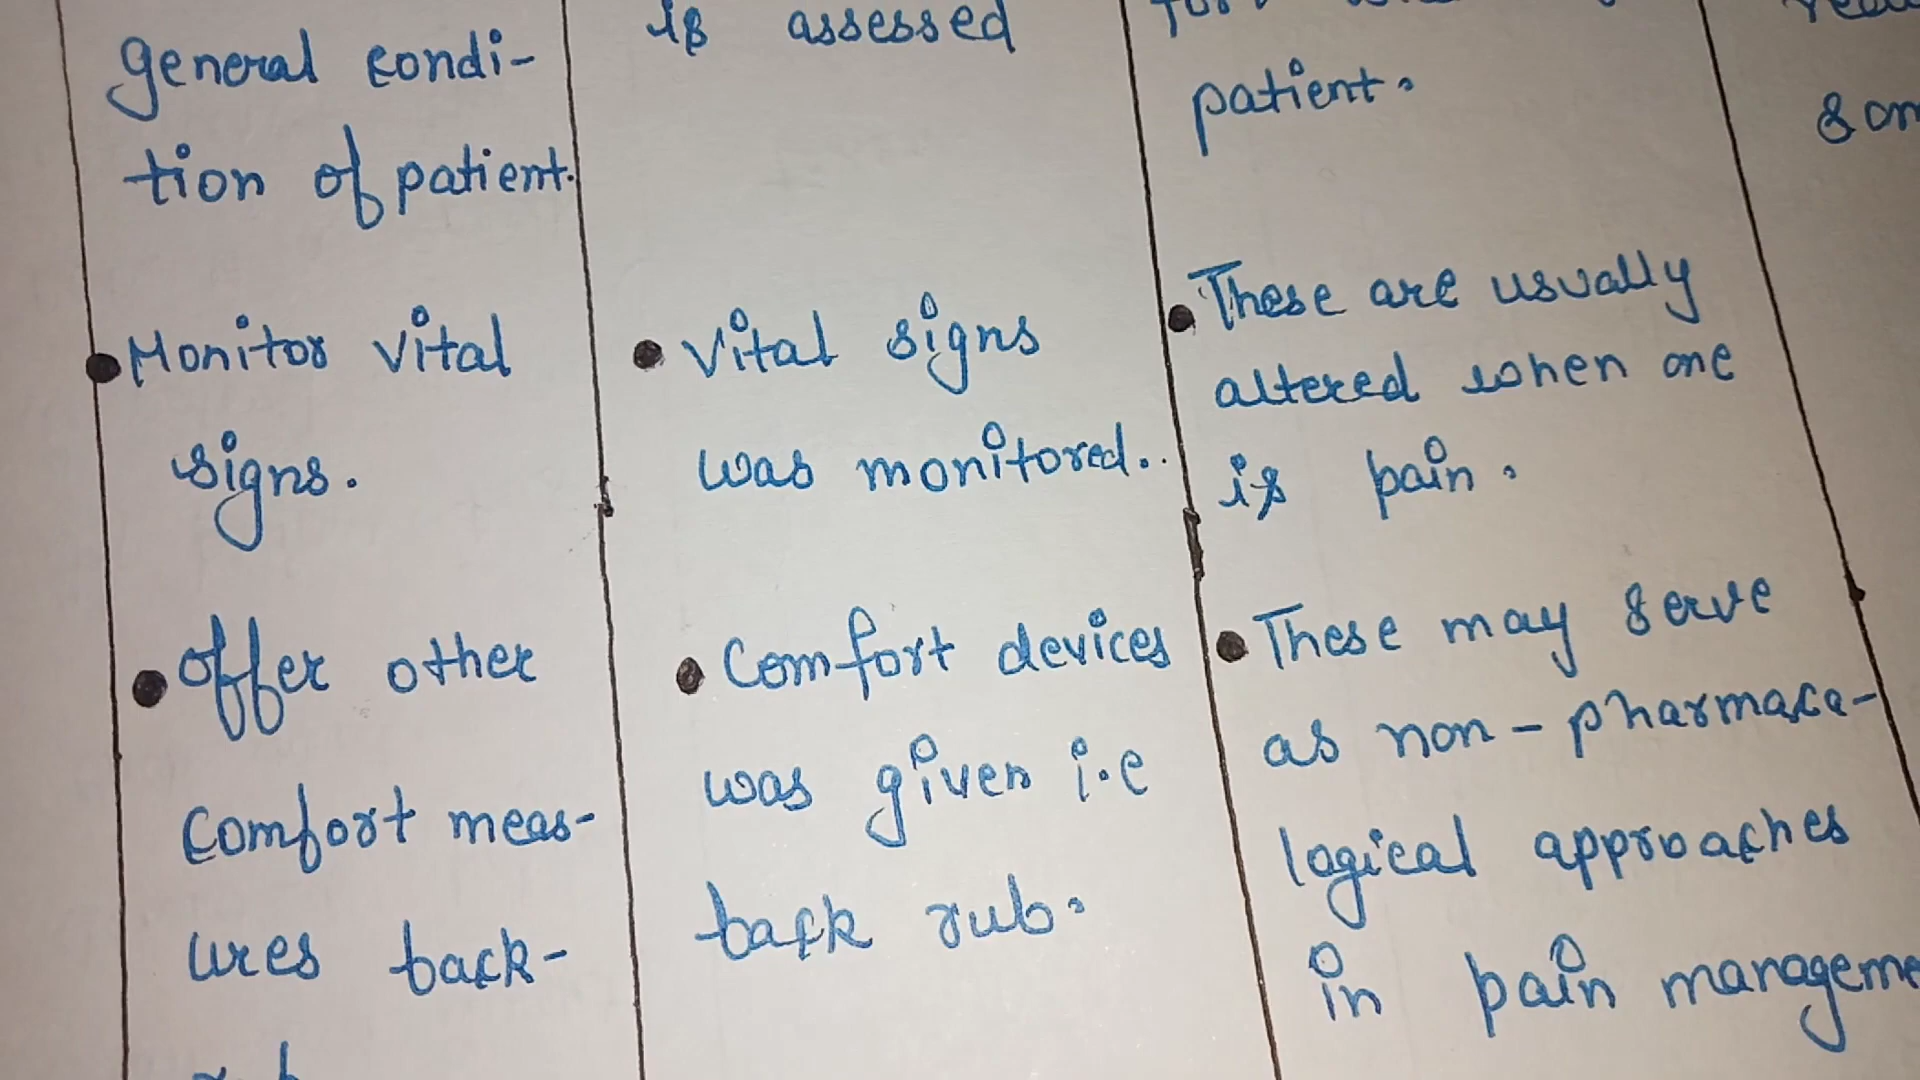 general condi-
tion of patient.
• Monitor vital
signs.
• offer other
comfort meas-
ures back-
is assessed
• Vital signs
was monitored..
• Comfort devices
was given i.e
back rub.
patient.
• These are usually
altered when one
is pain.
• These may serve
as non-pharmaca-
logical approaches
in pain manageme